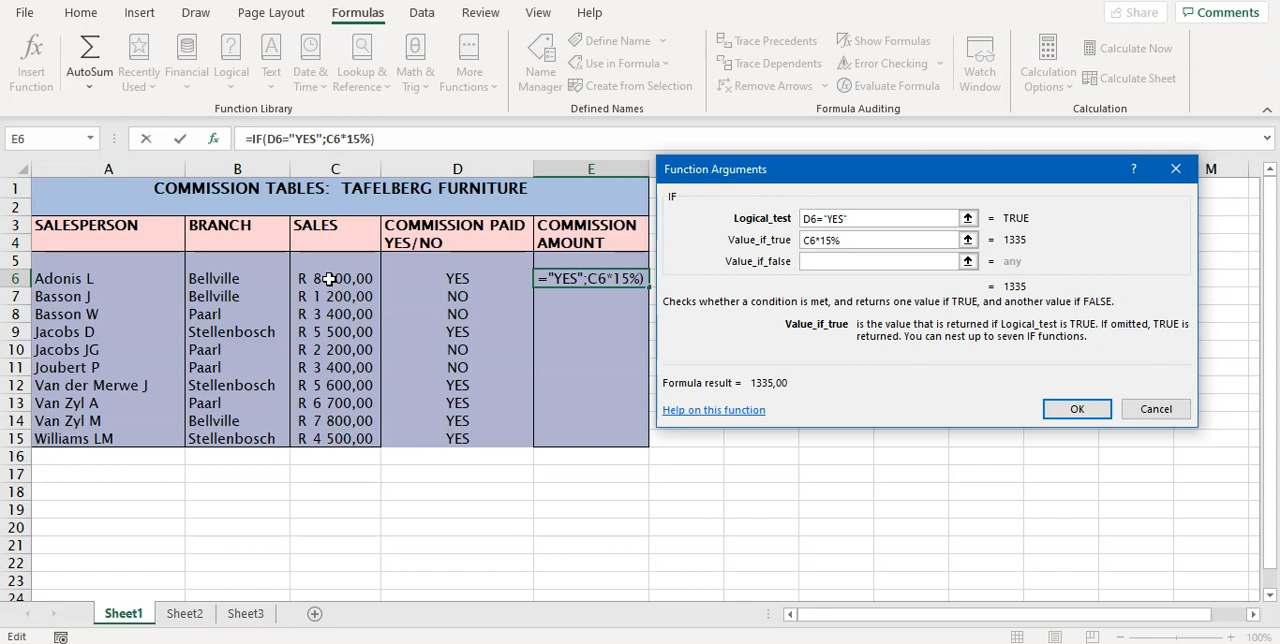 File Home Insert Draw Page Layout Formulas Data Review View Help Share Comments
fx Σ ? A θ
Insert Function AutoSum Recently Used Financial Logical Text Date & Time Lookup & Reference Math & Trig More Functions
Name Manager Define Name Use in Formula Create from Selection
Trace Precedents Show Formulas
Trace Dependents Error Checking
Remove Arrows Evaluate Formula
Watch Window Calculation Options Calculate Now Calculate Sheet
Function Library Defined Names Formula Auditing Calculation
E6 fx =IF(D6="YES";C6*15%)
A B C D E M
1 COMMISSION TABLES: TAFELBERG FURNITURE
2
3 SALESPERSON BRANCH SALES COMMISSION PAID COMMISSION
4 YES/NO AMOUNT
5
6 Adonis L Bellville R 8 00,00 YES ="YES";C6*15%)
7 Basson J Bellville R 1 200,00 NO
8 Basson W Paarl R 3 400,00 NO
9 Jacobs D Stellenbosch R 5 500,00 YES
10 Jacobs JG Paarl R 2 200,00 NO
11 Joubert P Paarl R 3 400,00 NO
12 Van der Merwe J Stellenbosch R 5 600,00 YES
13 Van Zyl A Paarl R 6 700,00 YES
14 Van Zyl M Bellville R 7 800,00 YES
15 Williams LM Stellenbosch R 4 500,00 YES
16
17
18
19
20
21
22
23
24
Function Arguments ?
IF
Logical_test D6="YES" = TRUE
Value_if_true C6*15% = 1335
Value_if_false = any
= 1335
Checks whether a condition is met, and returns one value if TRUE, and another value if FALSE.
Value_if_true is the value that is returned if Logical_test is TRUE. If omitted, TRUE is
returned. You can nest up to seven IF functions.
Formula result = 1335,00
Help on this function OK Cancel
Sheet1 Sheet2 Sheet3
Edit 100%